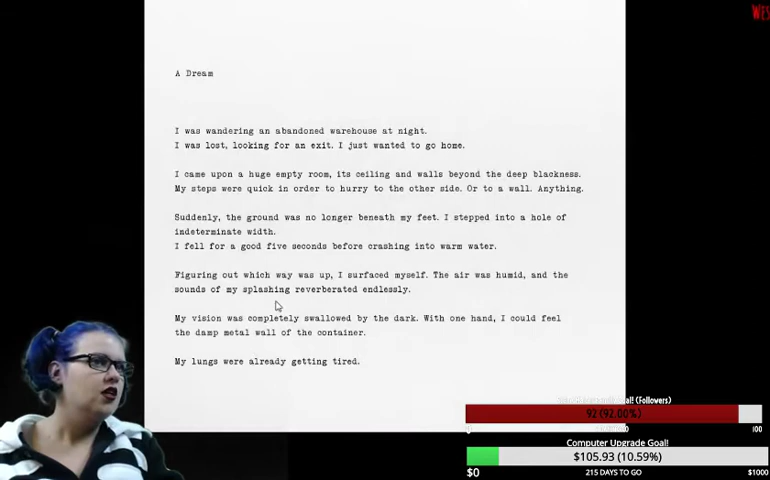 A Dream
I was wandering an abandoned warehouse at night.
I was lost, looking for an exit. I just wanted to go home.
I came upon a huge empty room, its ceiling and walls beyond the deep blackness.
My steps were quick in order to hurry to the other side. Or to a wall. Anything.
Suddenly, the ground was no longer beneath my feet. I stepped into a hole of
indeterminate width.
I fell for a good five seconds before crashing into warm water.
Figuring out which way was up, I surfaced myself. The air was humid, and the
sounds of my splashing reverberated endlessly.
My vision was completely swallowed by the dark. With one hand, I could feel
the damp metal wall of the container.
My lungs were already getting tired.
Goal! (Followers)
92 (92.00%)
100
Computer Upgrade Goal!
$105.93 (10.59%)
$0 215 DAYS TO GO $1000